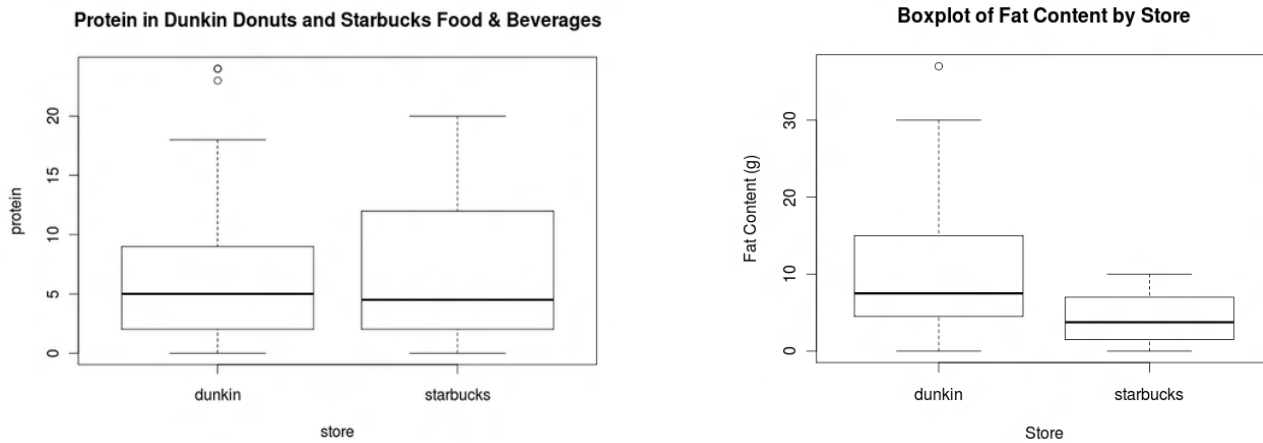 Protein in Dunkin Donuts and Starbucks Food & Beverages
protein
20
15
10
5
0
dunkin
starbucks
store
Boxplot of Fat Content by Store
Fat Content (g)
30
20
10
0
dunkin
starbucks
Store